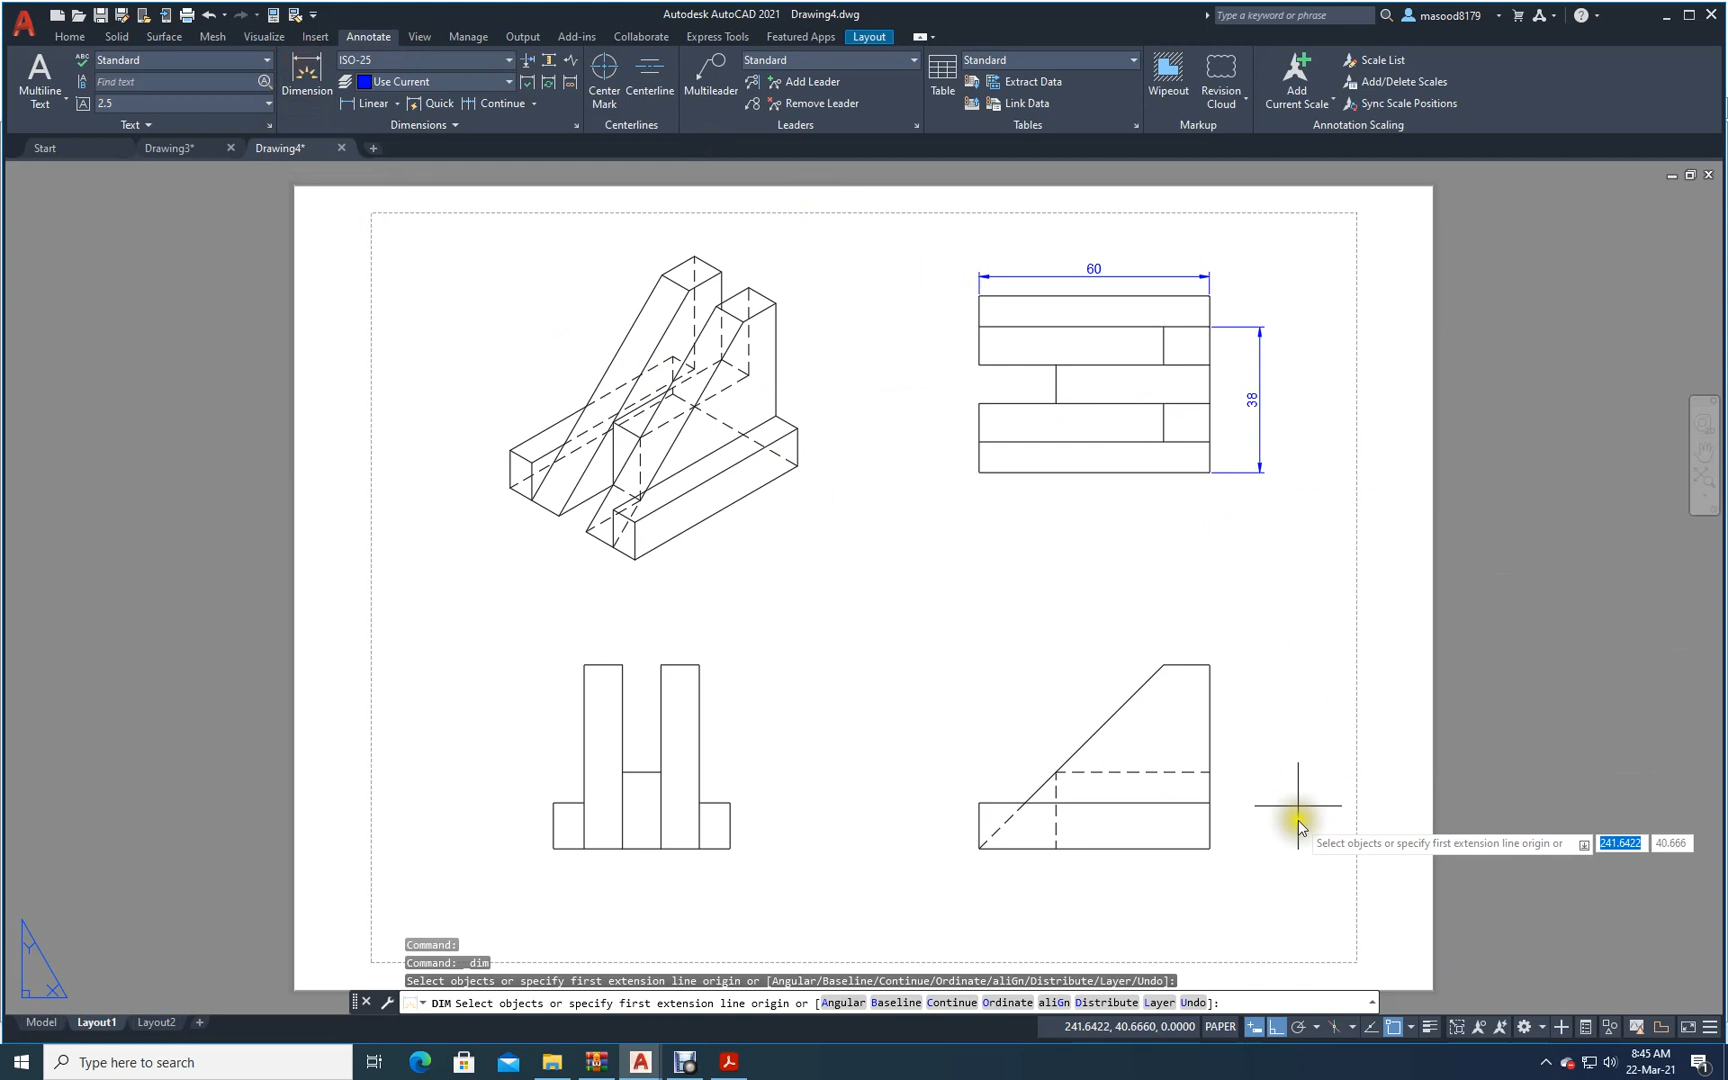 Autodesk AutoCAD 2021 Drawing4.dwg
Type a keyword or phrase
masood8179
Home Solid Surface Mesh Visualize Insert Annotate View Manage Output Add-ins Collaborate Express Tools Featured Apps Layout
Standard
ISO-25
Standard
Standard
Scale List
Find text
Use Current
Add Leader
Extract Data
Add/Delete Scales
Multiline
Text
2.5
Dimension
Linear
Quick
Continue
Center
Mark
Centerline
Multileader
Remove Leader
Table
Link Data
Wipeout
Revision
Cloud
Add
Current Scale
Sync Scale Positions
Text
Dimensions
Centerlines
Leaders
Tables
Markup
Annotation Scaling
Start
Drawing3*
Drawing4*
60
38
Select objects or specify first extension line origin or 241.6422 40.666
Y
X
Command:
Command: _dim
Select objects or specify first extension line origin or [Angular/Baseline/Continue/Ordinate/aliGn/Distribute/Layer/Undo]:
DIM Select objects or specify first extension line origin or [Angular Baseline Continue Ordinate aliGn Distribute Layer Undo]:
Model Layout1 Layout2
241.6422, 40.6660, 0.0000 PAPER
Type here to search
8:45 AM
22-Mar-21